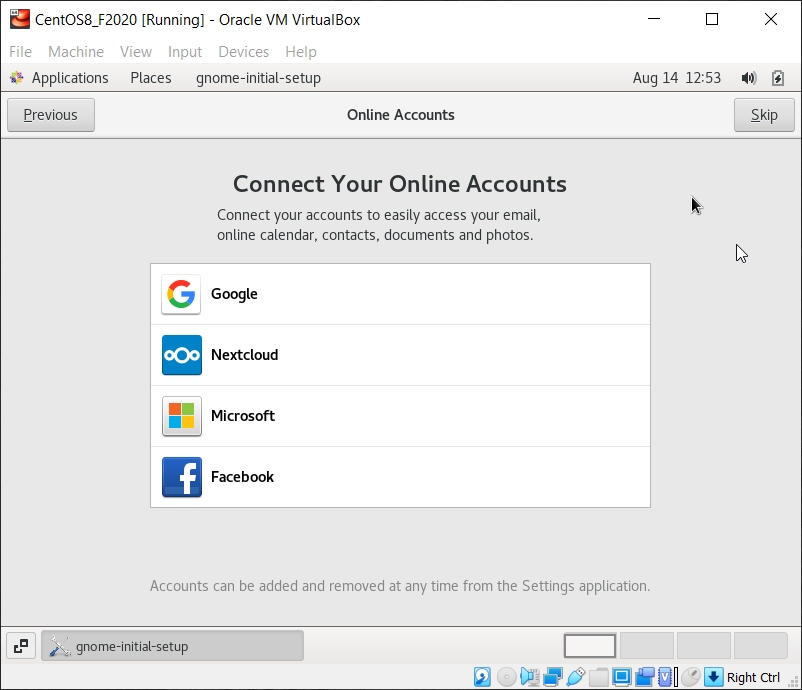 CentOS8_F2020 [Running] - Oracle VM VirtualBox
File Machine View Input Devices Help
Applications Places gnome-initial-setup Aug 14 12:53
Previous Online Accounts Skip
Connect Your Online Accounts
Connect your accounts to easily access your email,
online calendar, contacts, documents and photos.
Google
Nextcloud
Microsoft
Facebook
Accounts can be added and removed at any time from the Settings application.
gnome-initial-setup
Right Ctrl